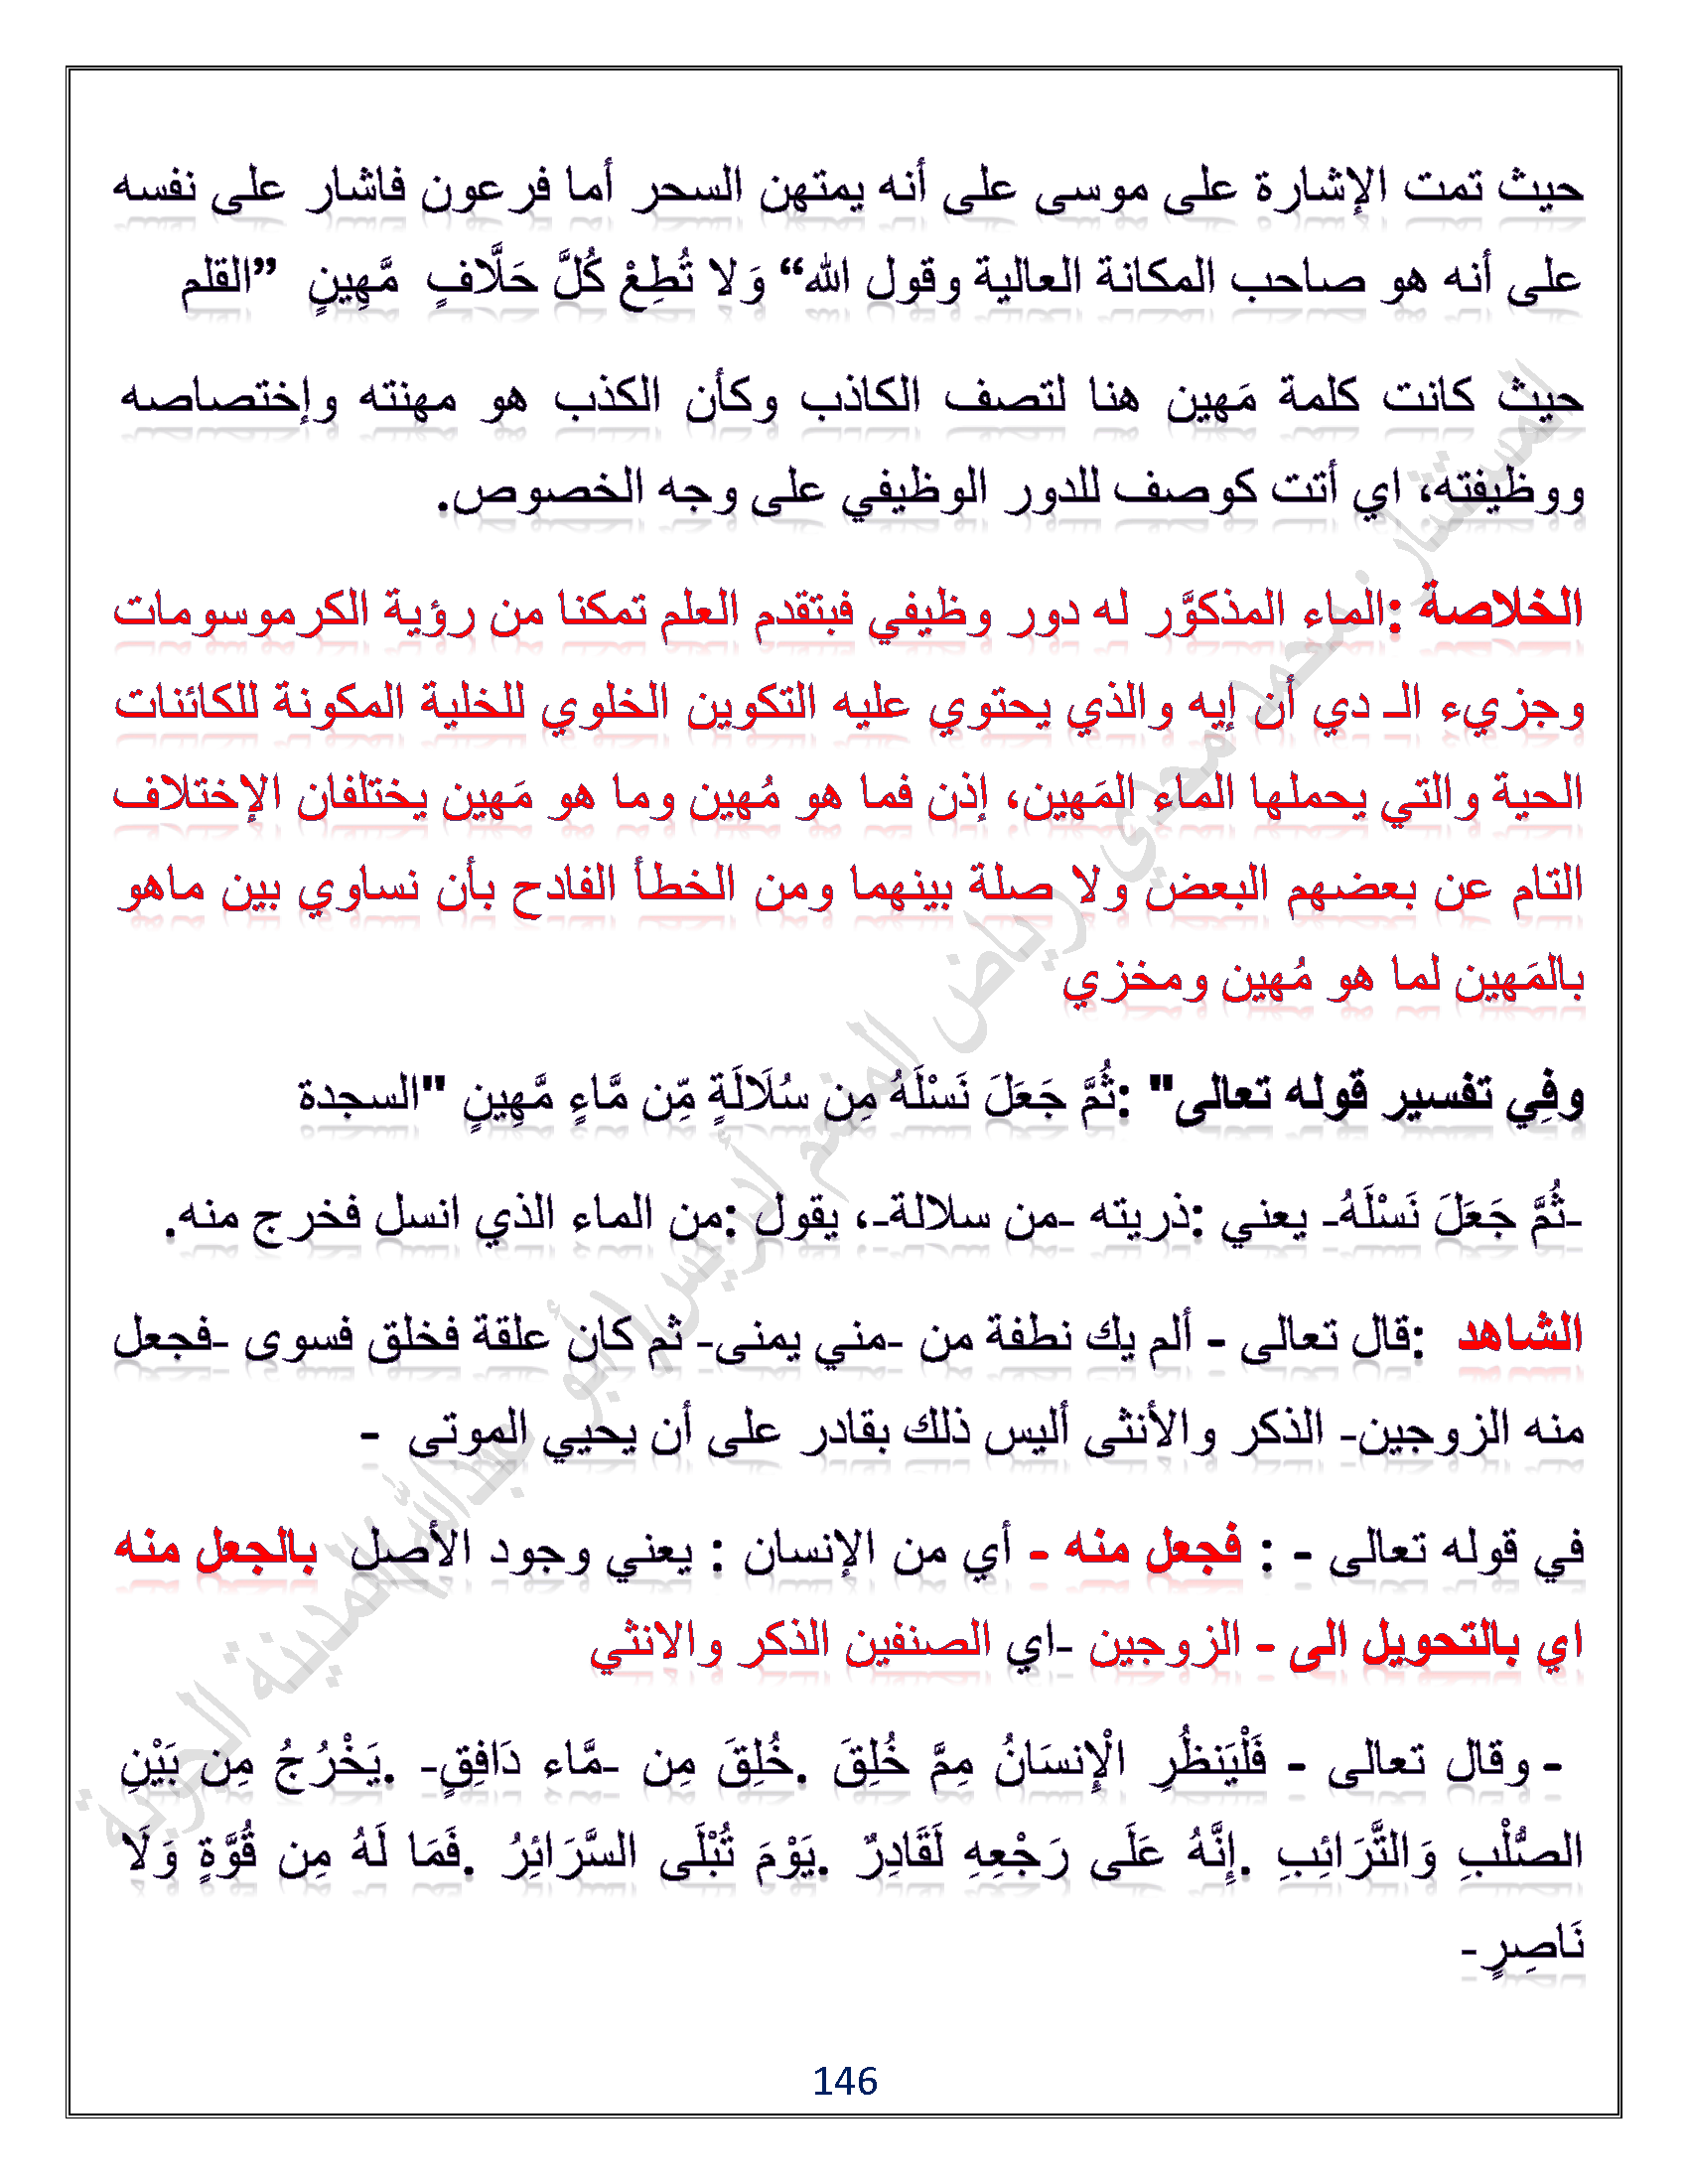 حيث تمت الإشارة على موسى على أنه يمتهن السحر أما فرعون فاشار على نفسه
على أنه هو صاحب المكانة العالية وقول الله“ وَلا تُطِعْ كُلَّ حَلَّافٍ مَّهِينٍ ”القلم
حيث كانت كلمة مَهين هنا لتصف الكاذب وكأن الكذب هو مهنته وإختصاصه
ووظيفته، اي أتت كوصف للدور الوظيفي على وجه الخصوص.
الخلاصة :الماء المذكوَّر له دور وظيفي فبتقدم العلم تمكنا من رؤية الكرموسومات
وجزيء الـ دي أن إيه والذي يحتوي عليه التكوين الخلوي للخلية المكونة للكائنات
الحية والتي يحملها الماء المَهين، إذن فما هو مُهين وما هو مَهين يختلفان الإختلاف
التام عن بعضهم البعض ولا صلة بينهما ومن الخطأ الفادح بأن نساوي بين ماهو
بالمَهين لما هو مُهين ومخزي
وفِي تفسير قوله تعالى" :ثُمَّ جَعَلَ نَسْلَهُ مِن سُلَالَةٍ مِّن مَّاءٍ مَّهِينٍ "السجدة
-ثُمَّ جَعَلَ نَسْلَهُ- يعني :ذريته -من سلالة-، يقول :من الماء الذي انسل فخرج منه.
الشاهد :قال تعالى - ألم يك نطفة من -مني يمنى- ثم كان علقة فخلق فسوى -فجعل
منه الزوجين- الذكر والأنثى أليس ذلك بقادر على أن يحيي الموتى -
في قوله تعالى - : فجعل منه - أي من الإنسان : يعني وجود الأصل بالجعل منه
اي بالتحويل الى - الزوجين -اي الصنفين الذكر والانثي
- وقال تعالى - فَلْيَنظُرِ الْإِنسَانُ مِمَّ خُلِقَ .خُلِقَ مِن -مَّاء دَافِقٍ- .يَخْرُجُ مِن بَيْنِ
الصُّلْبِ وَالتَّرَائِبِ .إِنَّهُ عَلَى رَجْعِهِ لَقَادِرٌ .يَوْمَ تُبْلَى السَّرَائِرُ .فَمَا لَهُ مِن قُوَّةٍ وَلَا
نَاصِرٍ-
146